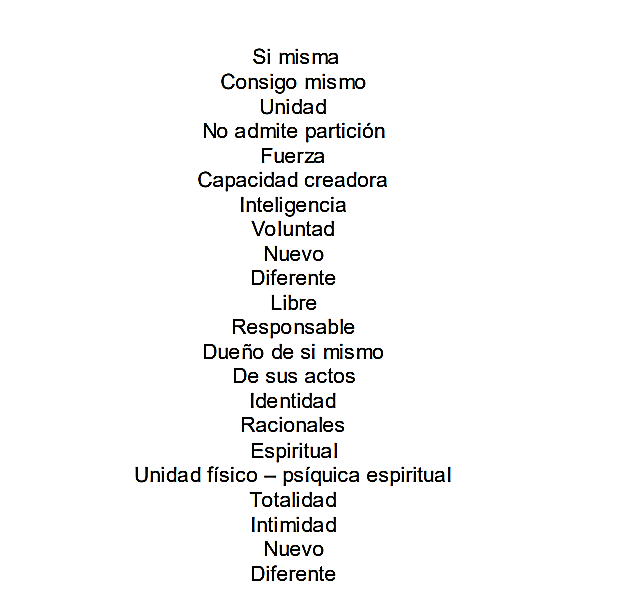 Si misma
Consigo mismo
Unidad
No admite partición
Fuerza
Capacidad creadora
Inteligencia
Voluntad
Nuevo
Diferente
Libre
Responsable
Dueño de si mismo
De sus actos
Identidad
Racionales
Espiritual
Unidad físico – psíquica espiritual
Totalidad
Intimidad
Nuevo
Diferente